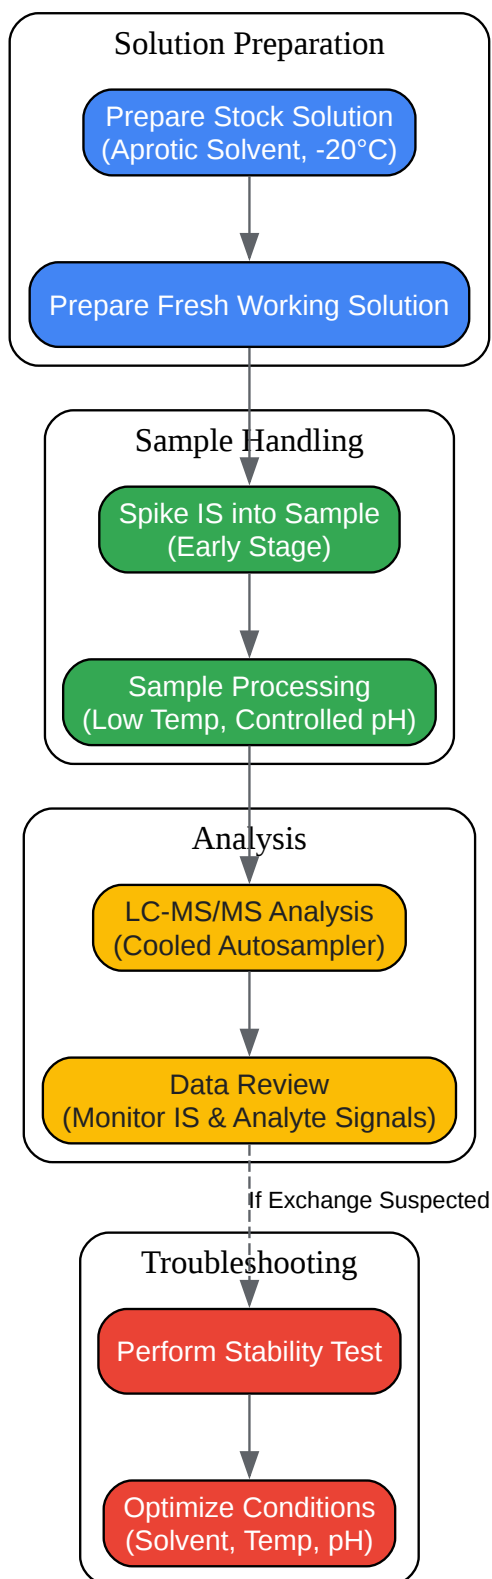 Solution Preparation
Prepare Stock Solution
(Aprotic Solvent, -20°C)
Prepare Fresh Working Solution
Sample Handling
Spike IS into Sample
(Early Stage)
Sample Processing
(Low Temp, Controlled pH)
Analysis
LC-MS/MS Analysis
(Cooled Autosampler)
Data Review
(Monitor IS & Analyte Signals)
If Exchange Suspected
Troubleshooting
Perform Stability Test
Optimize Conditions
(Solvent, Temp, pH)